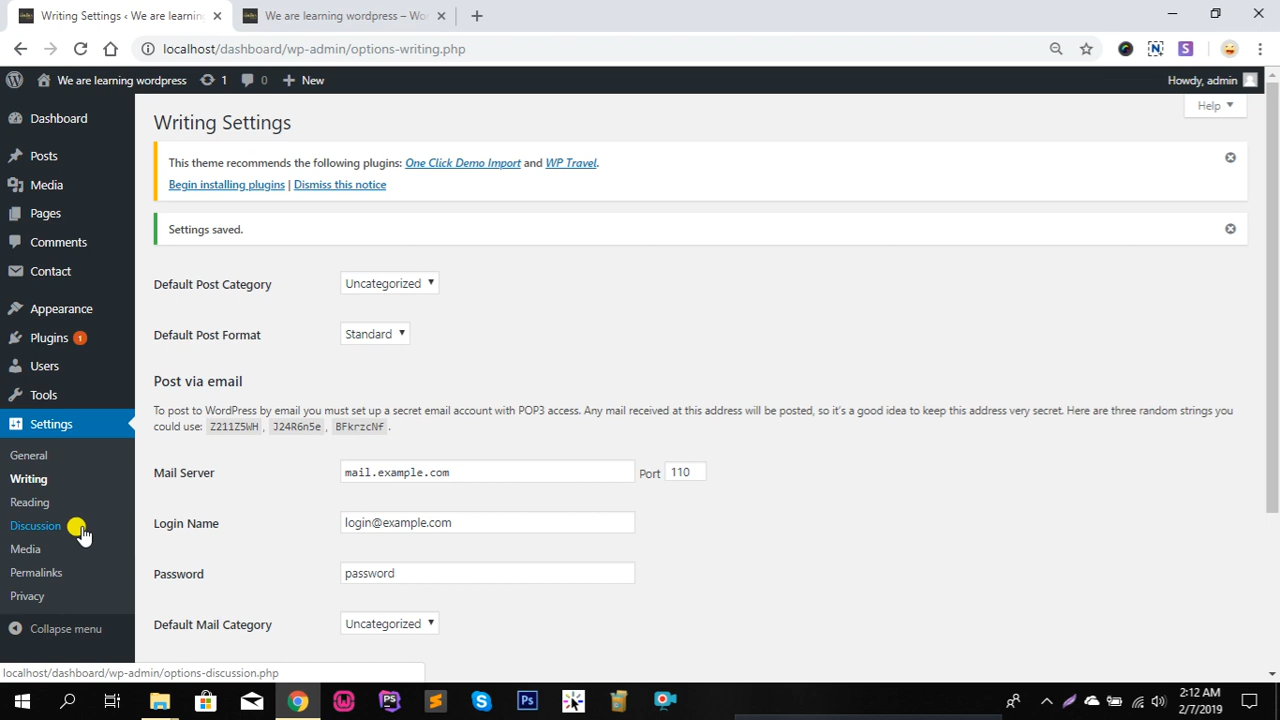 Writing Settings ‹ We are learning
We are learning wordpress – Wor
localhost/dashboard/wp-admin/options-writing.php
We are learning wordpress 1 0 New
Howdy, admin
Dashboard
Posts
Media
Pages
Comments
Contact
Appearance
Plugins 1
Users
Tools
Settings
General
Writing
Reading
Discussion
Media
Permalinks
Privacy
Collapse menu
Help
Writing Settings
This theme recommends the following plugins: One Click Demo Import and WP Travel.
Begin installing plugins | Dismiss this notice
Settings saved.
Default Post Category Uncategorized
Default Post Format Standard
Post via email
To post to WordPress by email you must set up a secret email account with POP3 access. Any mail received at this address will be posted, so it's a good idea to keep this address very secret. Here are three random strings you
could use: Z211Z5WH, J24R6n5e, BFkrzcNf.
Mail Server mail.example.com Port 110
Login Name login@example.com
Password password
Default Mail Category Uncategorized
localhost/dashboard/wp-admin/options-discussion.php
2:12 AM
2/7/2019